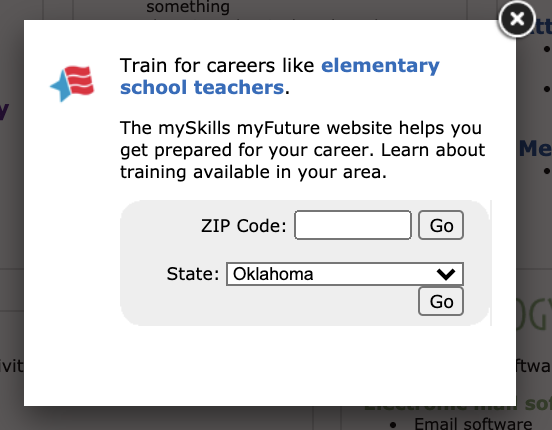 something
Train for careers like elementary
school teachers.
The mySkills myFuture website helps you
get prepared for your career. Learn about
training available in your area.
ZIP Code: Go
State: Oklahoma
Go
Me
Email software